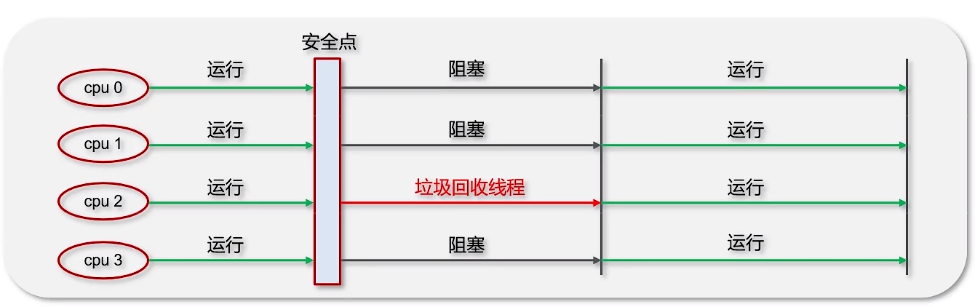 安全点
cpu 0 运行 阻塞 运行
cpu 1 运行 阻塞 运行
cpu 2 运行 垃圾回收线程 运行
cpu 3 运行 阻塞 运行